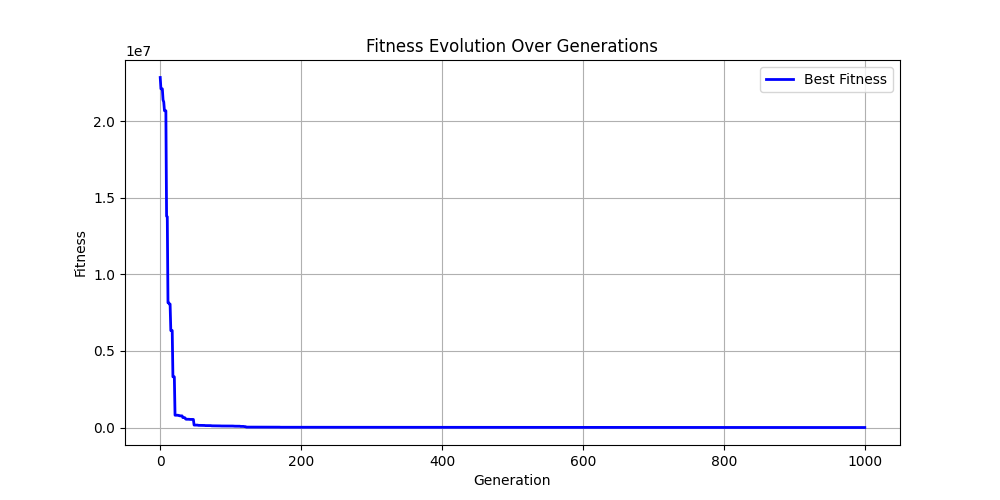 Fitness Evolution Over Generations
1e7
Best Fitness
2.0
1.5
1.0
0.5
0.0
Fitness
0 200 400 600 800 1000
Generation